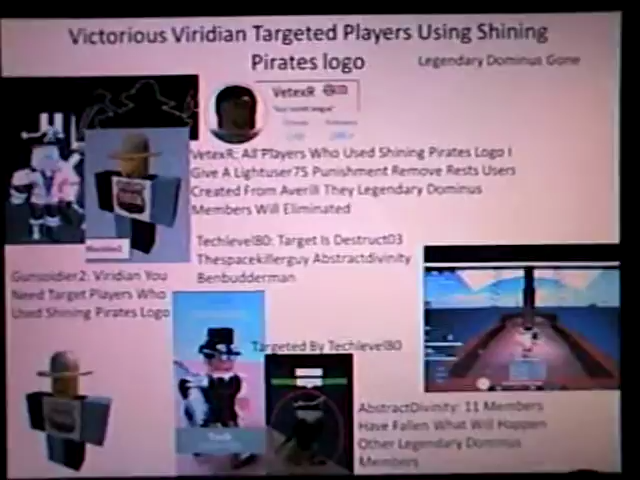 Victorious Viridian Targeted Players Using Shining
Pirates logo
Legendary Dominus Gone
VetexR
VetexR: All Players Who Used Shining Pirates Logo I
Give A Lightuser75 Punishment Remove Rests Users
Created From Averill They Legendary Dominus
Members Will Eliminated
Techlevel80: Target Is Destruct03
Thespacekillerguy Abstractdivinity
Benbudderman
Gunsoldier2: Viridian You
Need Target Players Who
Used Shining Pirates Logo
Targeted By Techlevel80
AbstractDivinity: 11 Members
Have Fallen What Will Happen
Other Legendary Dominus
Members